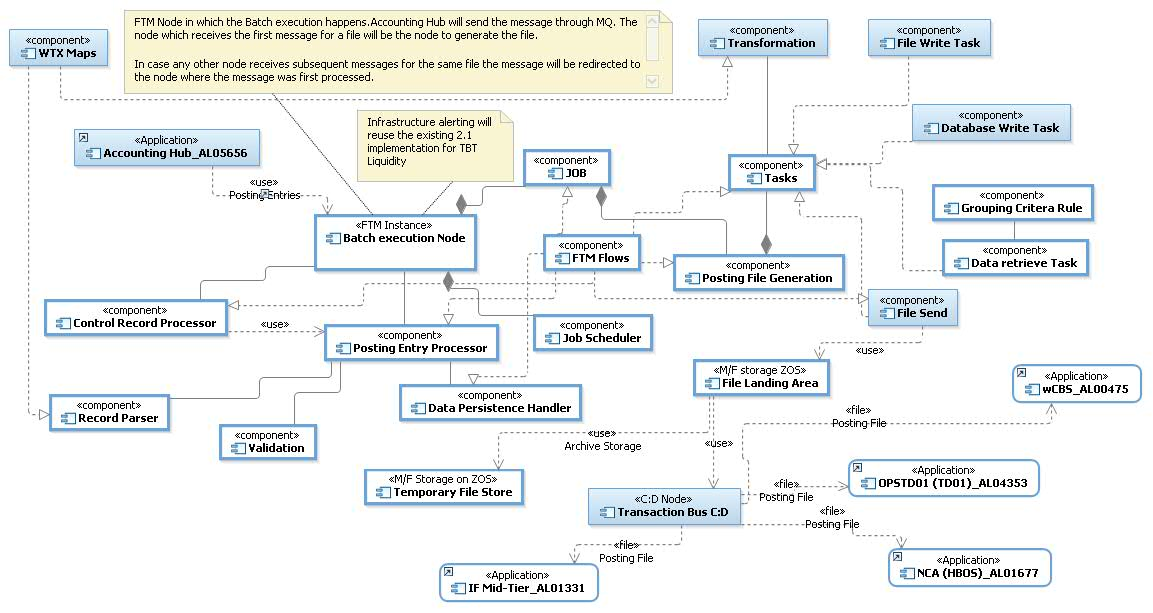 FTM Node in which the Batch execution happens.Accounting Hub will send the message through MQ. The
node which receives the first message for a file will be the node to generate the file.
In case any other node receives subsequent messages for the same file the message will be redirected to
the node where the message was first processed.
«component»
WTX Maps
«component»
Transformation
«component»
File Write Task
Infrastructure alerting will
reuse the existing 2.1
implementation for TBT
Liquidity
«component»
Database Write Task
«Application»
Accounting Hub_AL05656
«component»
JOB
«component»
Tasks
«use»
Posting Entries
«component»
Grouping Critera Rule
«FTM Instance»
Batch execution Node
«component»
FTM Flows
«component»
Data retrieve Task
«component»
Posting File Generation
«component»
Control Record Processor
«use»
«component»
File Send
«component»
Posting Entry Processor
«component»
Job Scheduler
«use»
«M/F storage ZOS»
File Landing Area
«component»
Data Persistence Handler
«Application»
wCBS_AL00475
«component»
Record Parser
«file»
Posting File
«component»
Validation
«use»
Archive Storage
«use»
«M/F Storage on ZOS»
Temporary File Store
«Application»
OPSTD01 (TD01)_AL04353
«file»
Posting File
«C:D Node»
Transaction Bus C:D
«file»
Posting File
«file»
Posting File
«Application»
NCA (HBOS)_AL01677
«Application»
IF Mid-Tier_AL01331